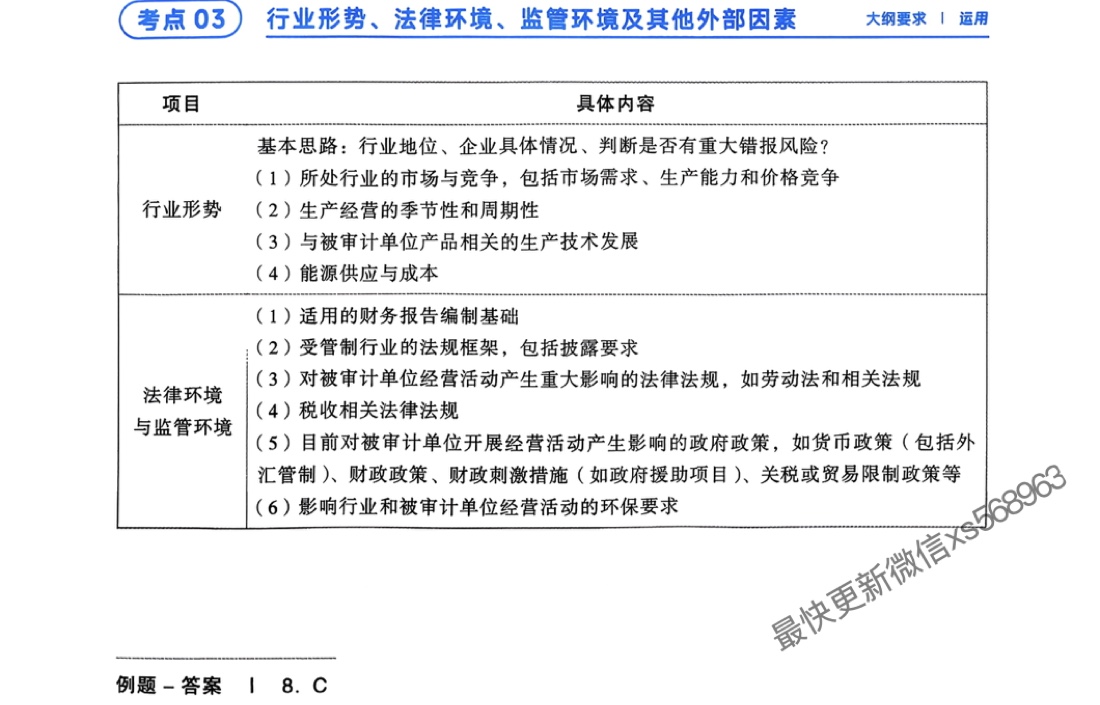 考点 03 行业形势、法律环境、监管环境及其他外部因素 大纲要求 | 运用
项目 具体内容
行业形势
基本思路：行业地位、企业具体情况、判断是否有重大错报风险？
（1）所处行业的市场与竞争，包括市场需求、生产能力和价格竞争
（2）生产经营的季节性和周期性
（3）与被审计单位产品相关的生产技术发展
（4）能源供应与成本
法律环境
与监管环境
（1）适用的财务报告编制基础
（2）受管制行业的法规框架，包括披露要求
（3）对被审计单位经营活动产生重大影响的法律法规，如劳动法和相关法规
（4）税收相关法律法规
（5）目前对被审计单位开展经营活动产生影响的政府政策，如货币政策（包括外
汇管制）、财政政策、财政刺激措施（如政府援助项目）、关税或贸易限制政策等
（6）影响行业和被审计单位经营活动的环保要求
最快更新微信xs568963
例题－答案 | 8. C